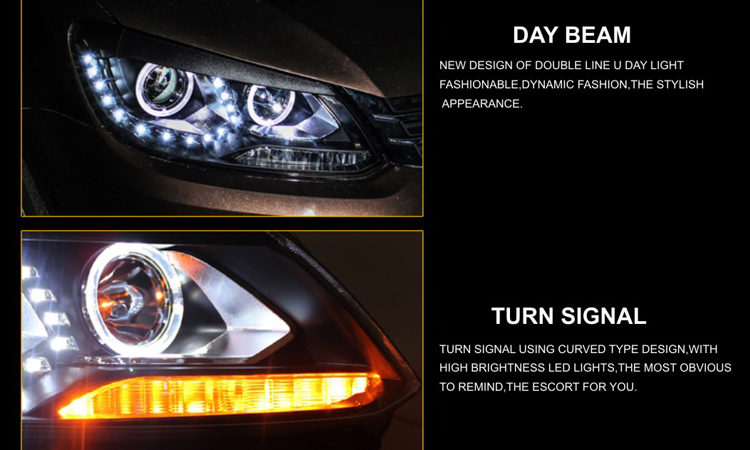 DAY BEAM
NEW DESIGN OF DOUBLE LINE U DAY LIGHT
FASHIONABLE,DYNAMIC FASHION,THE STYLISH
APPEARANCE.
TURN SIGNAL
TURN SIGNAL USING CURVED TYPE DESIGN,WITH
HIGH BRIGHTNESS LED LIGHTS,THE MOST OBVIOUS
TO REMIND,THE ESCORT FOR YOU.